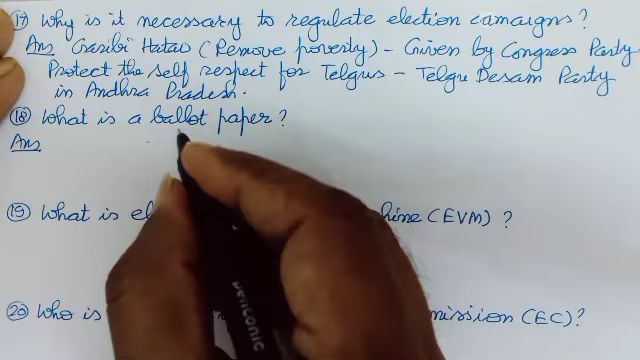 17 Why is it necessary to regulate election camaigns?
Ans Garibi Hatao (Remove poverty) - Given by Congress Party
Protect the self respect for Telgus - Telgu Desam Party
in Andhra Pradesh.
18 What is a ballot paper?
Ans
19 What is el hine (EVM) ?
20 Who is mission (EC)?
pentonic